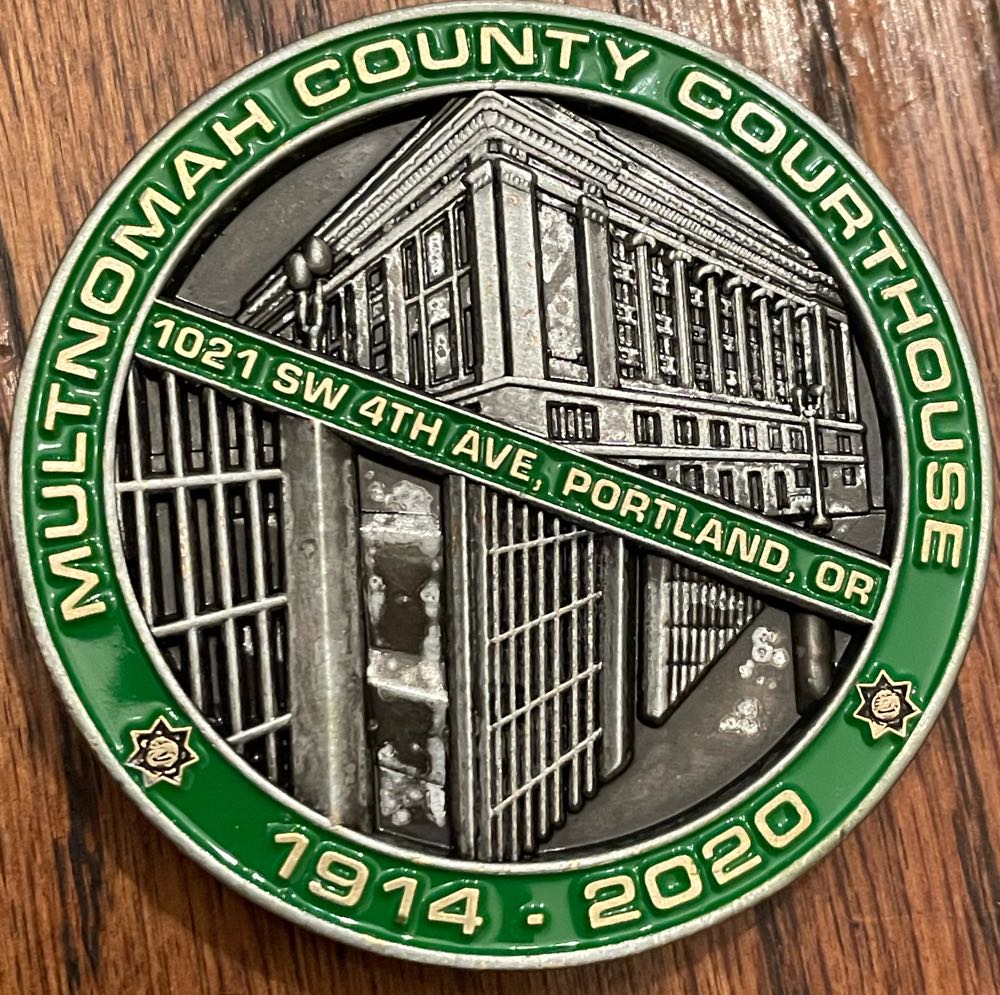 MULTNOMAH COUNTY COURTHOUSE
1021 SW 4TH AVE, PORTLAND, OR
1914 - 2020